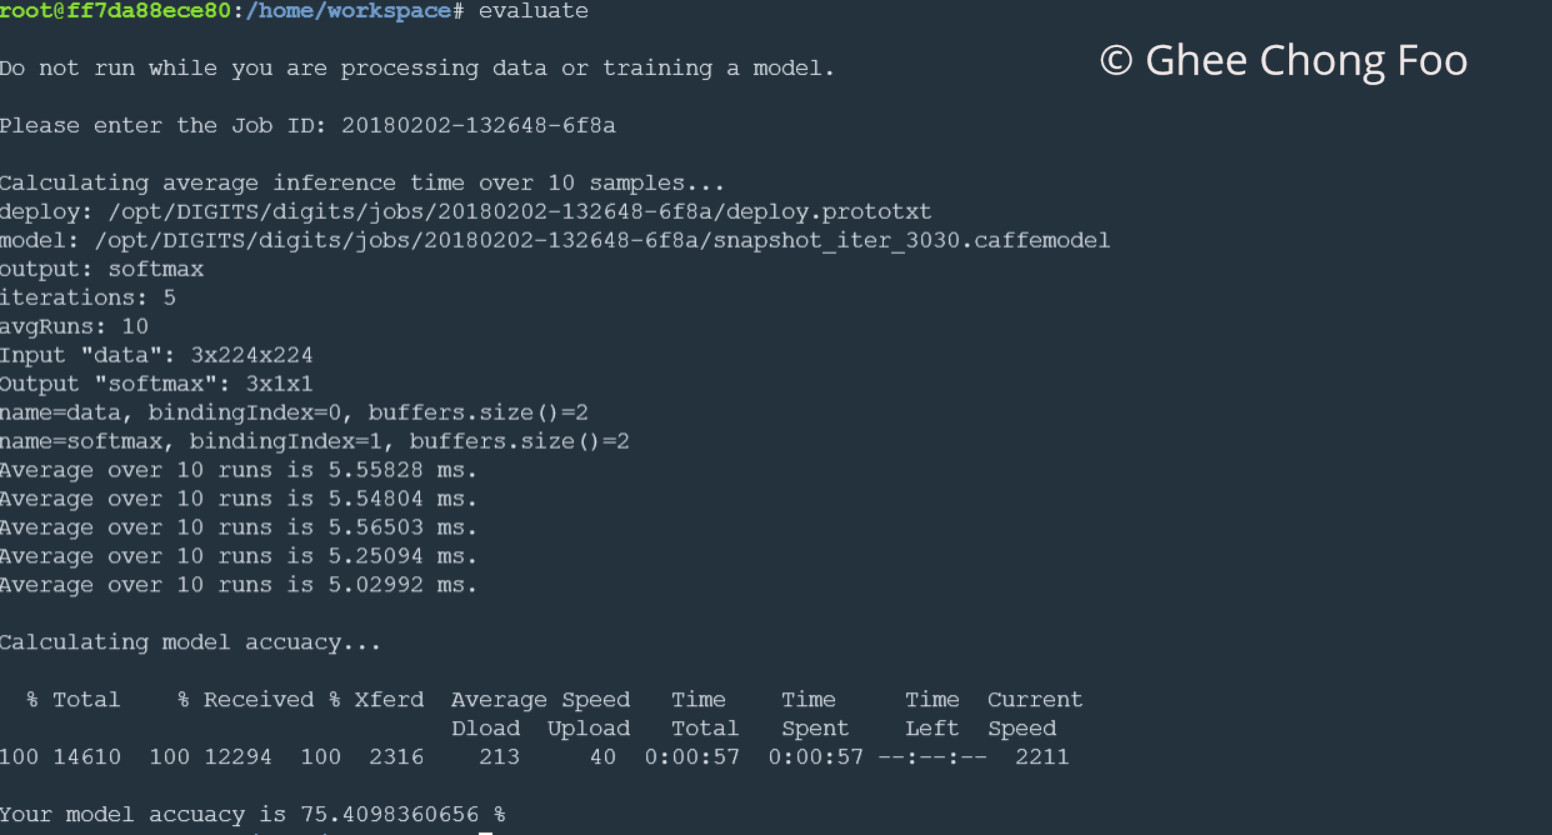 root@ff7da88ece80:/home/workspace# evaluate
© Ghee Chong Foo
Do not run while you are processing data or training a model.
Please enter the Job ID: 20180202-132648-6f8a
Calculating average inference time over 10 samples...
deploy: /opt/DIGITS/digits/jobs/20180202-132648-6f8a/deploy.prototxt
model: /opt/DIGITS/digits/jobs/20180202-132648-6f8a/snapshot_iter_3030.caffemodel
output: softmax
iterations: 5
avgRuns: 10
Input "data": 3x224x224
Output "softmax": 3x1x1
name=data, bindingIndex=0, buffers.size()=2
name=softmax, bindingIndex=1, buffers.size()=2
Average over 10 runs is 5.55828 ms.
Average over 10 runs is 5.54804 ms.
Average over 10 runs is 5.56503 ms.
Average over 10 runs is 5.25094 ms.
Average over 10 runs is 5.02992 ms.
Calculating model accuacy...
% Total % Received % Xferd Average Speed Time Time Time Current
Dload Upload Total Spent Left Speed
100 14610 100 12294 100 2316 213 40 0:00:57 0:00:57 --:--:-- 2211
Your model accuacy is 75.4098360656 %